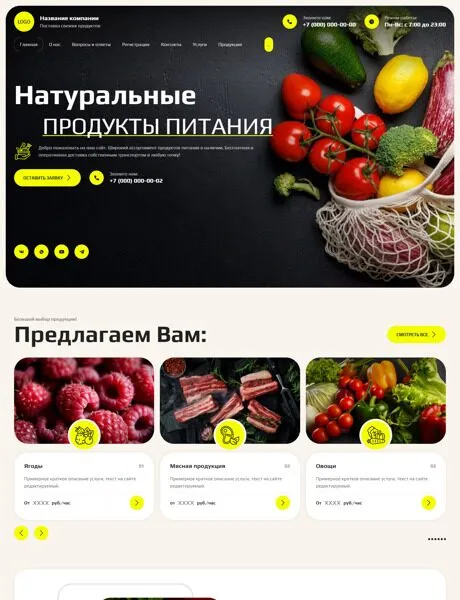 LOGO
Название компании
Поставка свежих продуктов
Звоните нам:
+7 (000) 000-00-00
Режим работы:
Пн-Вс: с 7:00 до 23:00
Главная О нас Вопросы и ответы Регистрация Контакты Услуги Продукция
Натуральные
ПРОДУКТЫ ПИТАНИЯ
Добро пожаловать на наш сайт. Широкий ассортимент продуктов питания в наличии. Бесплатная и
оперативная доставка собственным транспортом в любую точку!
ОСТАВИТЬ ЗАЯВКУ
Звоните нам:
+7 (000) 000-00-02
Большой выбор продукции!
Предлагаем Вам:
СМОТРЕТЬ ВСЕ
Ягоды 01
Примерное краткое описание услуги, текст на сайте
редактируемый.
От XXXX руб./час
Мясная продукция 02
Примерное краткое описание услуги, текст на сайте
редактируемый.
от XXXX руб./час
Овощи 03
Примерное краткое описание услуги, текст на сайте
редактируемый.
От XXXX руб./час